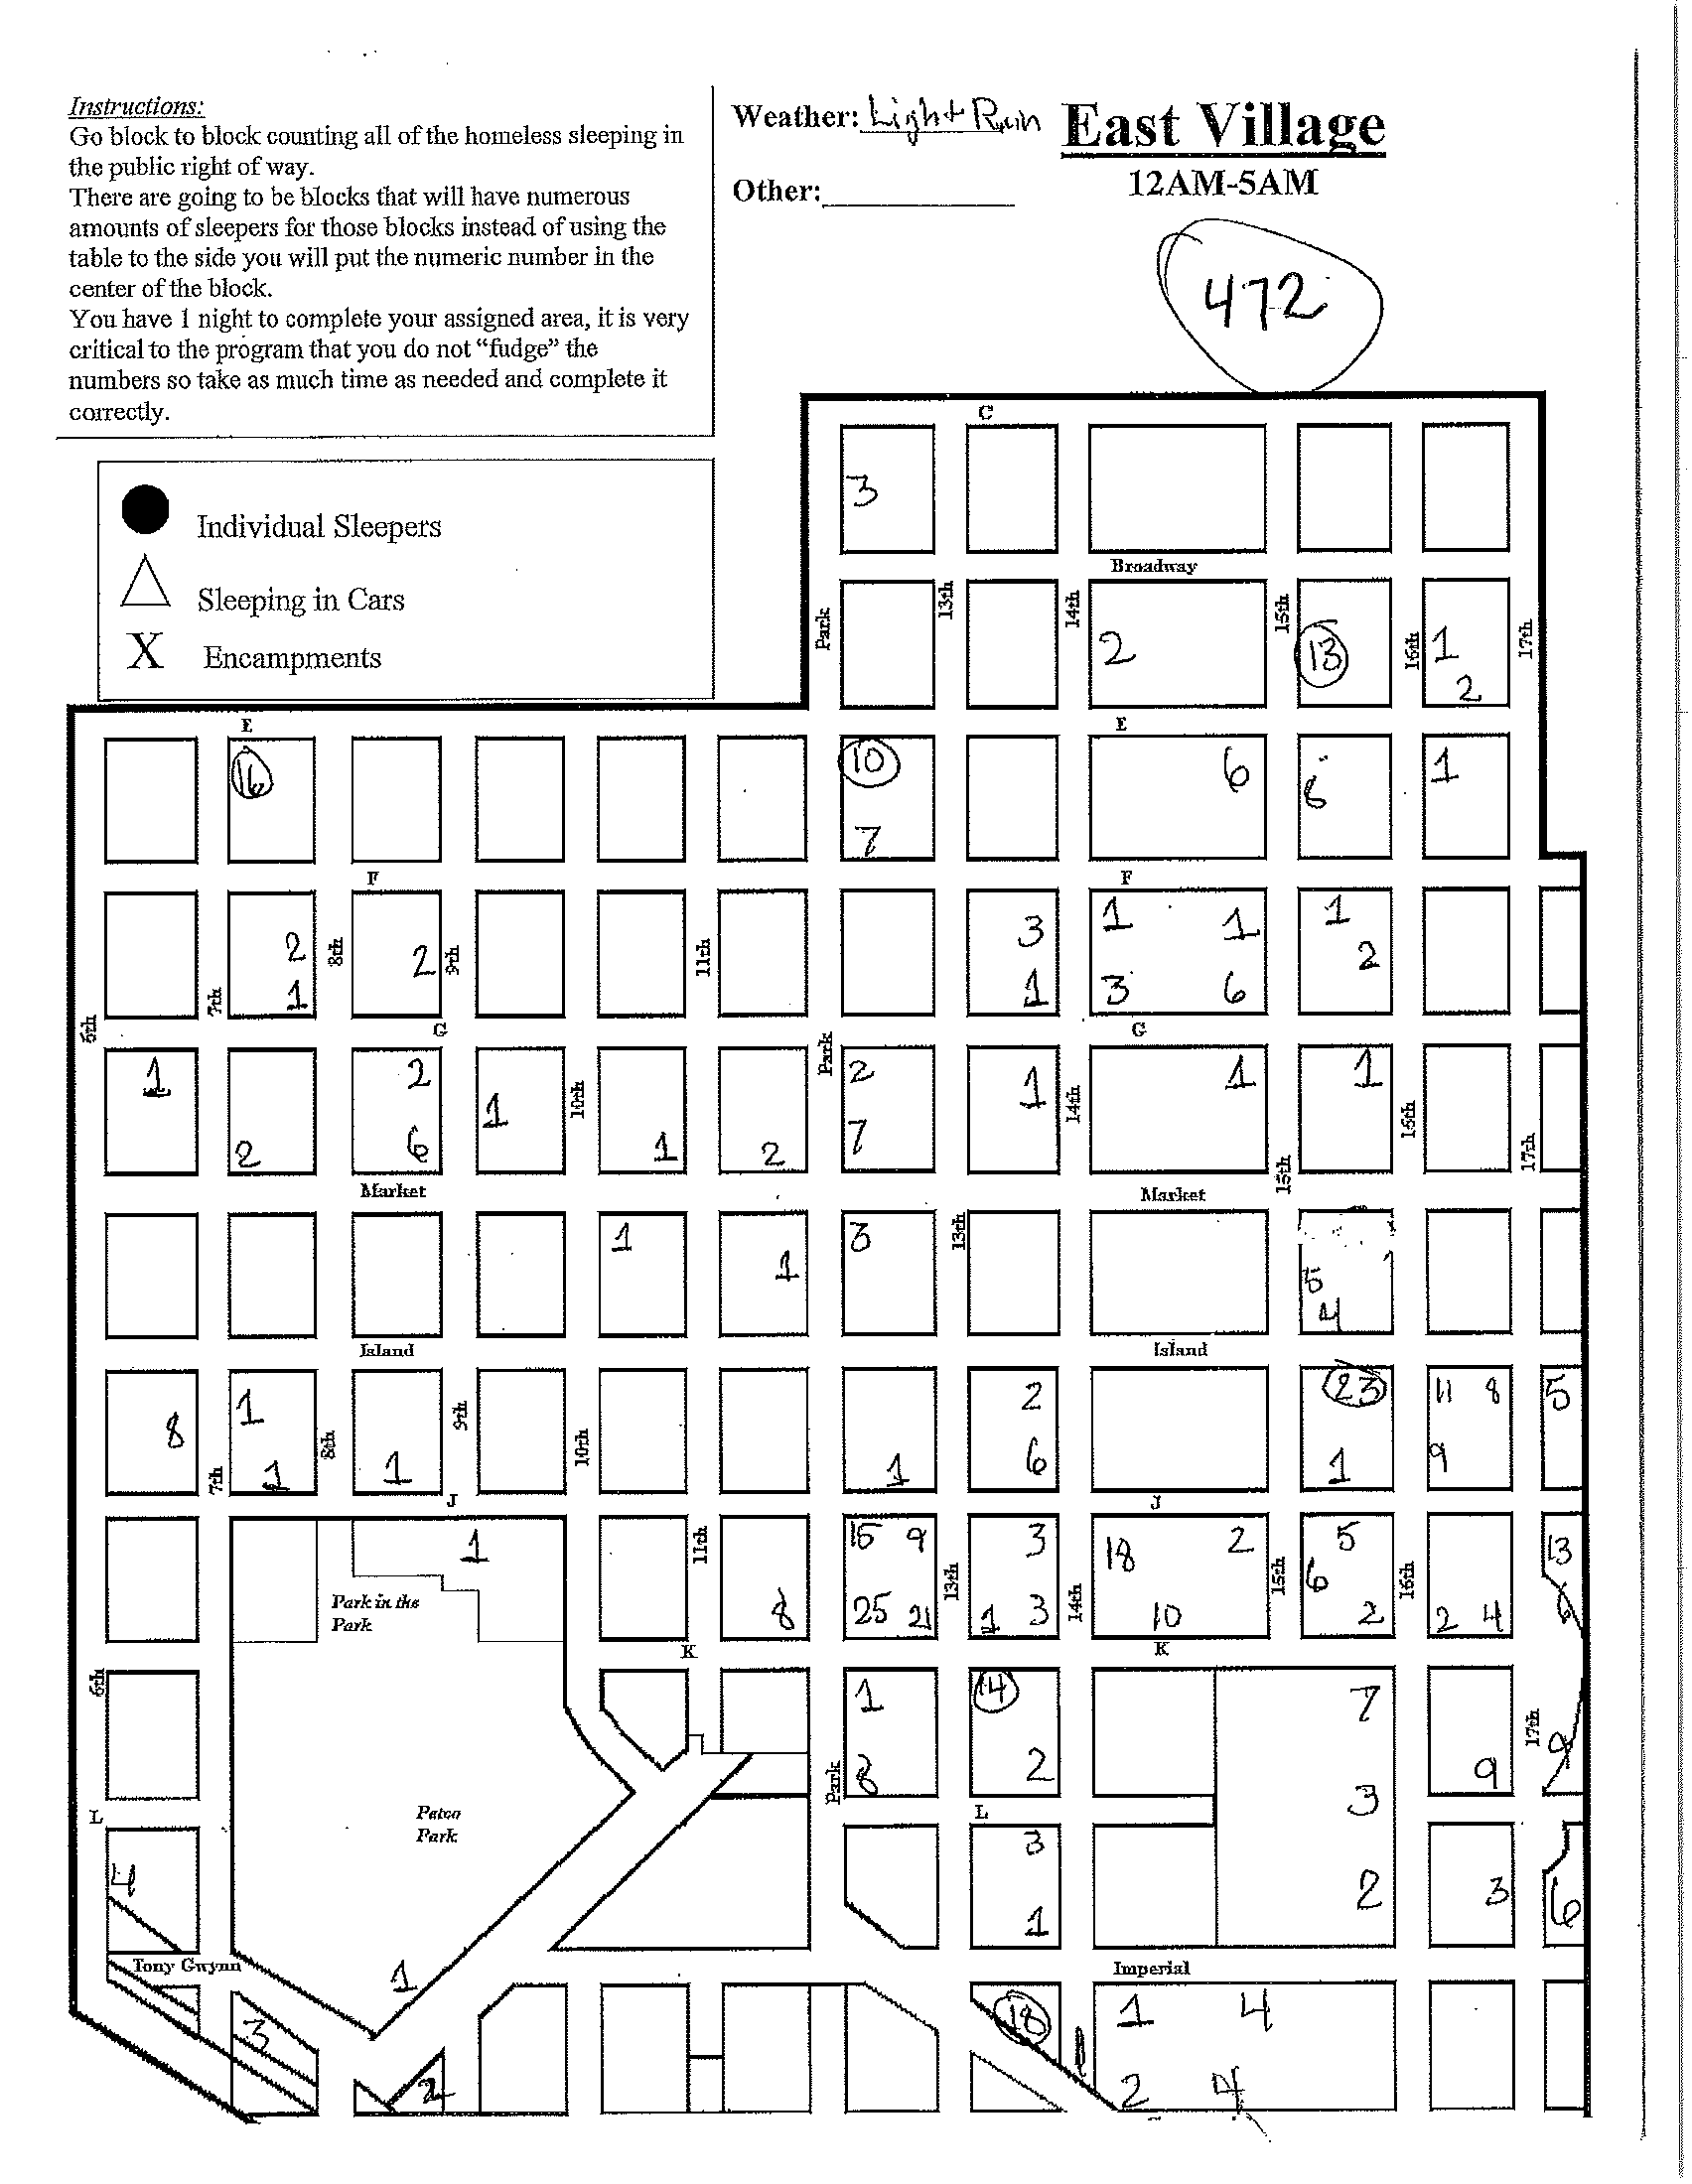 Instructions:
Go block to block counting all of the homeless sleeping in
the public right of way.
There are going to be blocks that will have numerous
amounts of sleepers for those blocks instead of using the
table to the side you will put the numeric number in the
center of the block.
You have 1 night to complete your assigned area, it is very
critical to the program that you do not “fudge” the
numbers so take as much time as needed and complete it
correctly.
Weather: Light Rain
Other:
East Village
12AM-5AM
472
Individual Sleepers
Sleeping in Cars
X Encampments
C
3
Broadway
Park 13th 14th 15th 16th 17th
2 13 1
2
E E
16 10 6 6 1
7
F F
3 1 1 1
2 2 2
1 1 3 6
6th 7th 8th 9th 11th
G G
1 2 1 Park 2 1 1 1
2 6 1 2 7
10th 14th 16th 17th
Market Market 15th
1 1 3 13th 1
5
4
Island Island
8 1 2 23 11 8 5
1 1 1 6 1 9
7th 8th 9th 10th
J J
1 15 9 3 18 2 5 13
6
8 25 21 1 3 10 2 2 4 6
11th 13th 14th 15th 16th
Park in the
Park
K K
6th 1 14 7
8 2 9 9
Park 17th
3
L L
Petco
Park
4 3 2 3 6
1
Tony Gwynn Imperial
1
3 18 1 4
2 1 2 4